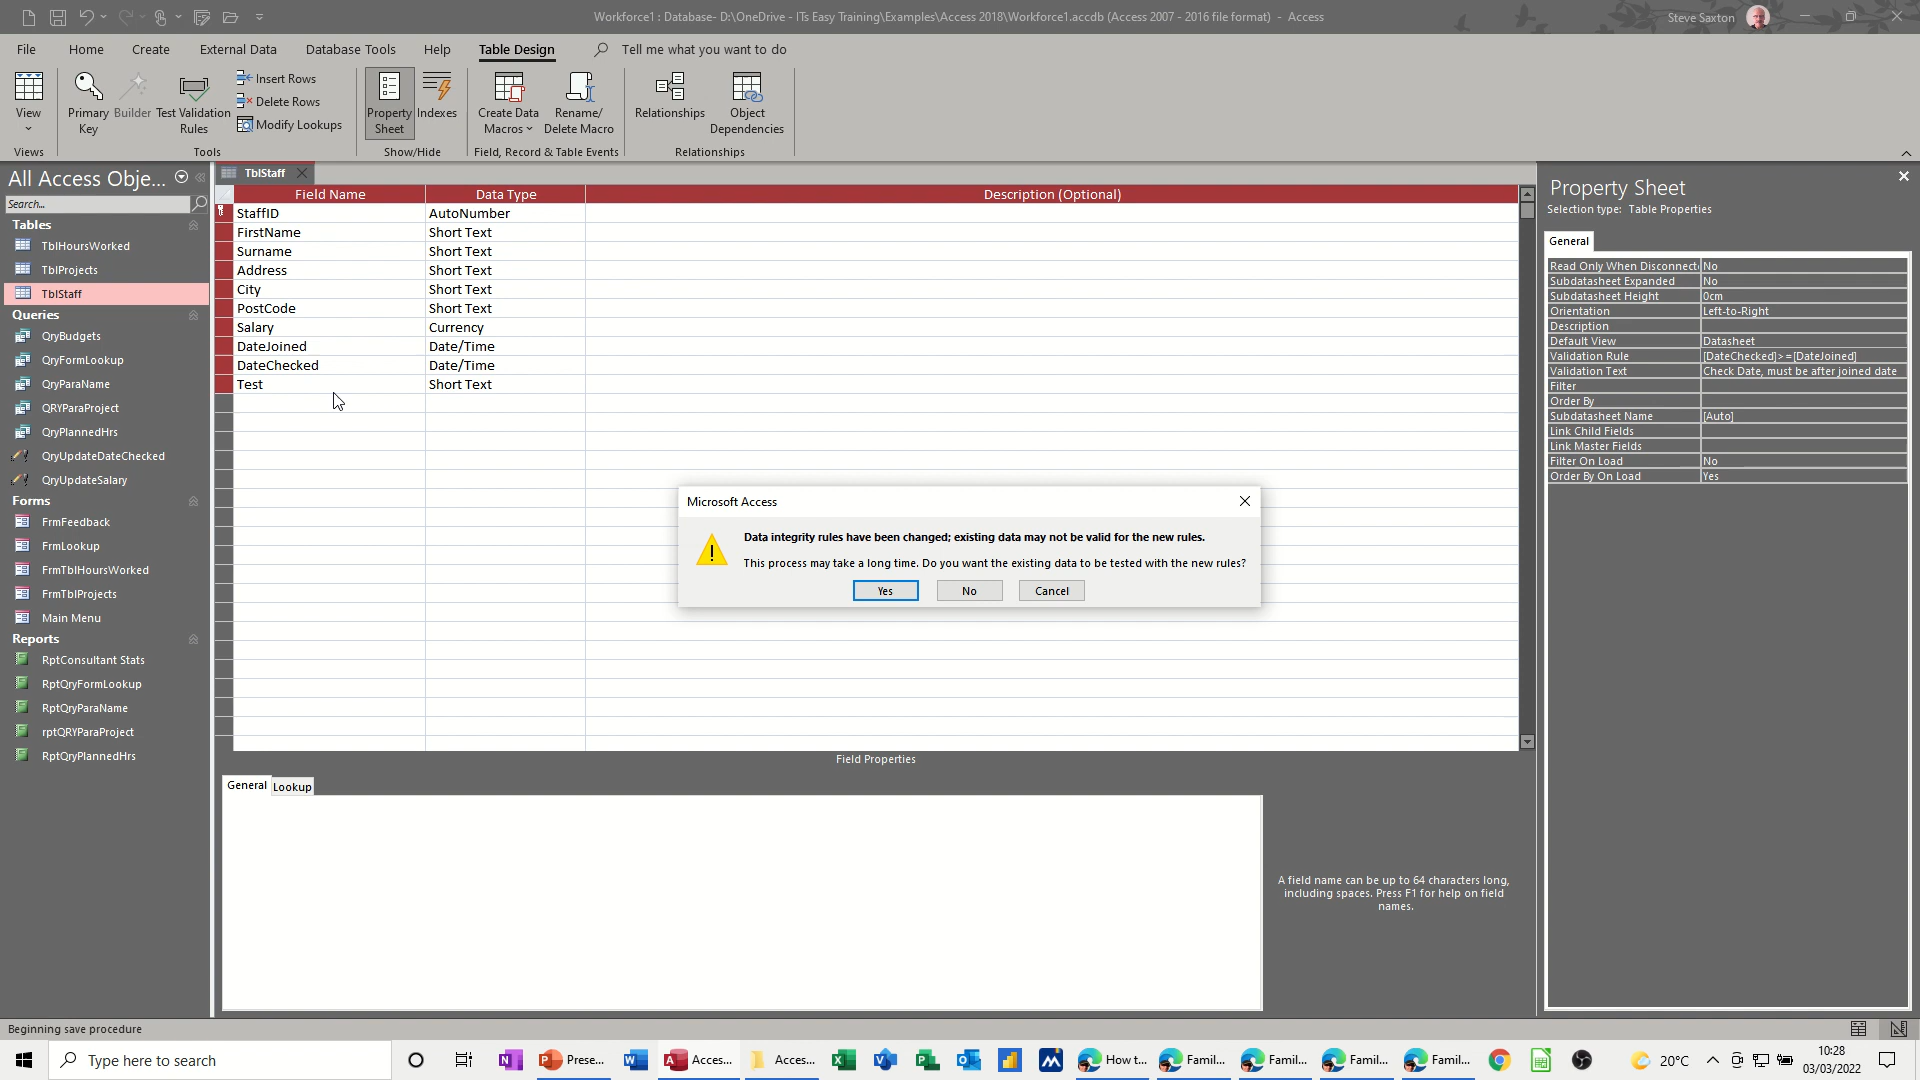 Workforce1 : Database- D:\OneDrive - ITs Easy Training\Examples\Access 2018\Workforce1.accdb (Access 2007 - 2016 file format) - Access
Steve Saxton
File Home Create External Data Database Tools Help Table Design Tell me what you want to do
View
Primary Key
Builder
Test Validation Rules
Insert Rows
Delete Rows
Modify Lookups
Property Sheet
Indexes
Create Data Macros
Rename/ Delete Macro
Relationships
Object Dependencies
Views Tools Show/Hide Field, Record & Table Events Relationships
All Access Obje...
Search...
Tables
TblHoursWorked
TblProjects
TblStaff
Queries
QryBudgets
QryFormLookup
QryParaName
QRYParaProject
QryPlannedHrs
QryUpdateDateChecked
QryUpdateSalary
Forms
FrmFeedback
FrmLookup
FrmTblHoursWorked
FrmTblProjects
Main Menu
Reports
RptConsultant Stats
RptQryFormLookup
RptQryParaName
rptQRYParaProject
RptQryPlannedHrs
TblStaff
Field Name Data Type Description (Optional)
StaffID AutoNumber
FirstName Short Text
Surname Short Text
Address Short Text
City Short Text
PostCode Short Text
Salary Currency
DateJoined Date/Time
DateChecked Date/Time
Test Short Text
Microsoft Access
Data integrity rules have been changed; existing data may not be valid for the new rules.
This process may take a long time. Do you want the existing data to be tested with the new rules?
Yes No Cancel
Field Properties
General Lookup
A field name can be up to 64 characters long,
including spaces. Press F1 for help on field
names.
Property Sheet
Selection type: Table Properties
General
Read Only When Disconnect No
Subdatasheet Expanded No
Subdatasheet Height 0cm
Orientation Left-to-Right
Description
Default View Datasheet
Validation Rule [DateChecked]>=[DateJoined]
Validation Text Check Date, must be after joined date
Filter
Order By
Subdatasheet Name [Auto]
Link Child Fields
Link Master Fields
Filter On Load No
Order By On Load Yes
Beginning save procedure
Type here to search
Prese...
Acces...
Acces...
How t...
Famil...
Famil...
Famil...
Famil...
20°C
10:28
03/03/2022